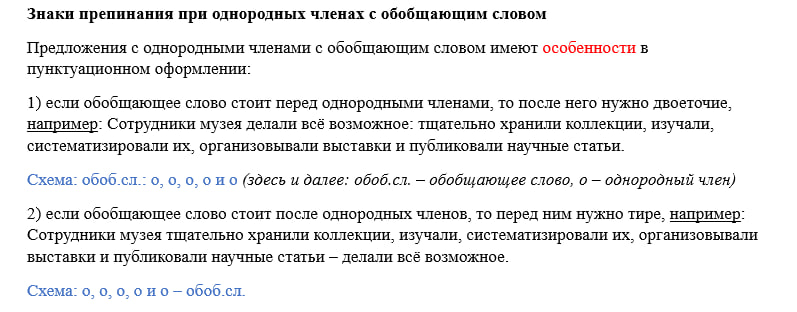 Знаки препинания при однородных членах с обобщающим словом
Предложения с однородными членами с обобщающим словом имеют особенности в
пунктуационном оформлении:
1) если обобщающее слово стоит перед однородными членами, то после него нужно двоеточие,
например: Сотрудники музея делали всё возможное: тщательно хранили коллекции, изучали,
систематизировали их, организовывали выставки и публиковали научные статьи.
Схема: обоб.сл.: о, о, о, о и о (здесь и далее: обоб.сл. – обобщающее слово, о – однородный член)
2) если обобщающее слово стоит после однородных членов, то перед ним нужно тире, например:
Сотрудники музея тщательно хранили коллекции, изучали, систематизировали их, организовывали
выставки и публиковали научные статьи – делали всё возможное.
Схема: о, о, о, о и о – обоб.сл.